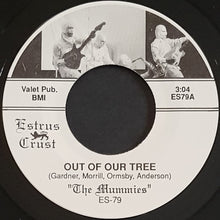 Valet Pub.
BMI
3:04
ES79A
Estrus
Crust
OUT OF OUR TREE
(Gardner, Morrill, Ormsby, Anderson)
"The Mummies"
ES-79